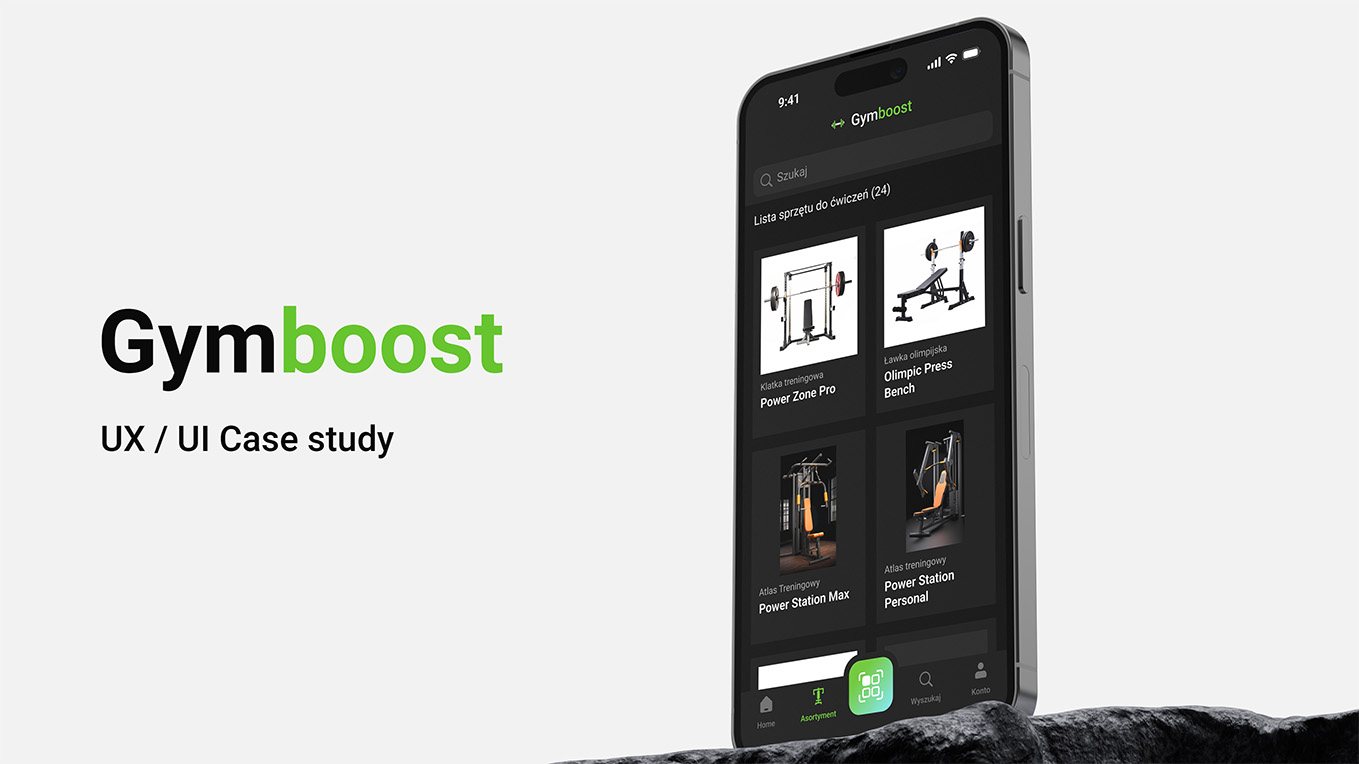 Gymboost
UX / UI Case study
9:41
Gymboost
Szukaj
Lista sprzętu do ćwiczeń (24)
Klatka treningowa
Power Zone Pro
Ławka olimpijska
Olimpic Press
Bench
Atlas Treningowy
Power Station Max
Atlas treningowy
Power Station
Personal
Home
Asortyment
Wyszukaj
Konto